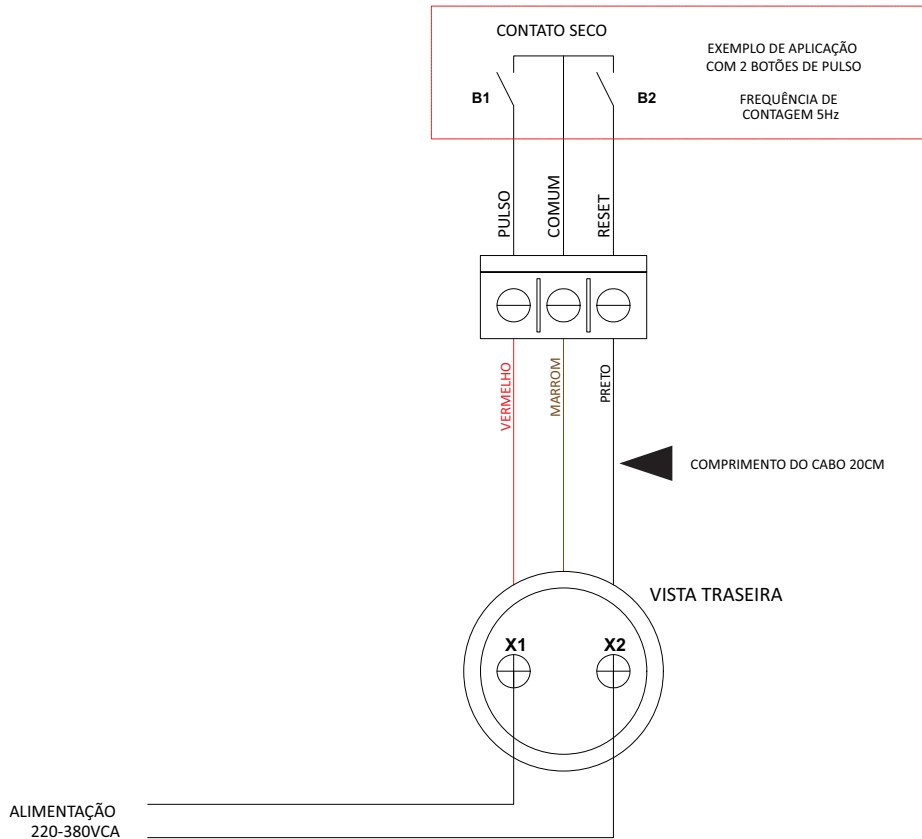 CONTATO SECO
EXEMPLO DE APLICAÇÃO
COM 2 BOTÕES DE PULSO
B1
B2
FREQUÊNCIA DE
CONTAGEM 5Hz
PULSO
COMUM
RESET
VERMELHO
MARROM
PRETO
COMPRIMENTO DO CABO 20CM
VISTA TRASEIRA
X1
X2
ALIMENTAÇÃO
220-380VCA